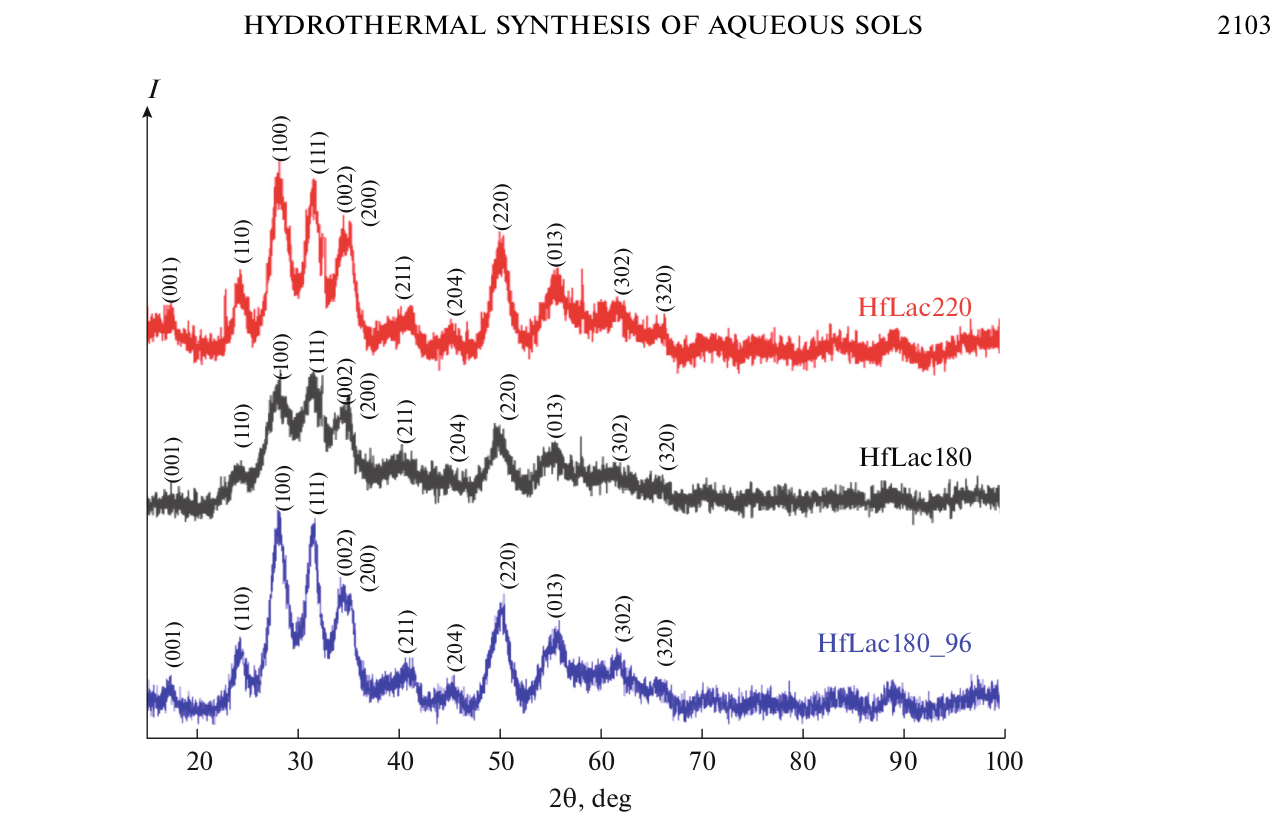 HYDROTHERMAL SYNTHESIS OF AQUEOUS SOLS 2103
I
(001) (110) (100) (111) (002) (200) (211) (204) (220) (013) (302) (320)
HfLac220
(001) (110) (100) (111) (002) (200) (211) (204) (220) (013) (302) (320)
HfLac180
(001) (110) (100) (111) (002) (200) (211) (204) (220) (013) (302) (320)
HfLac180_96
20 30 40 50 60 70 80 90 100
2θ, deg